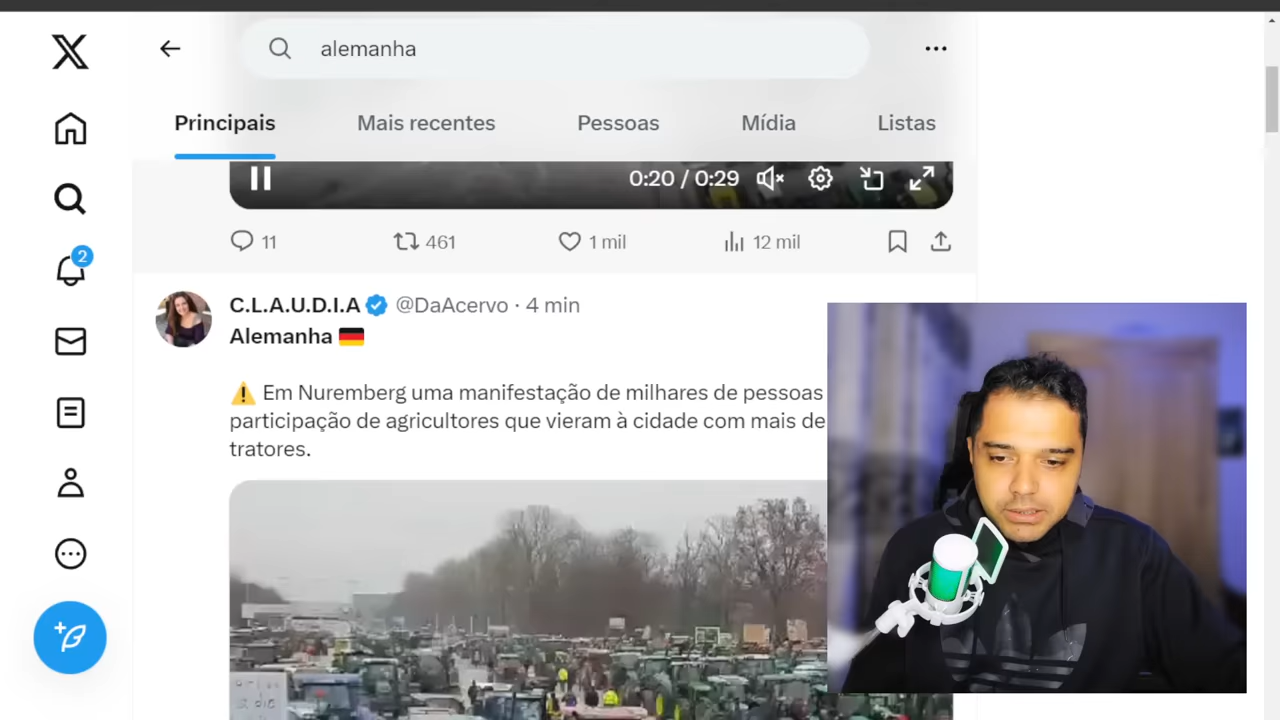 alemanha
Principais Mais recentes Pessoas Mídia Listas
0:20 / 0:29
11 461 1 mil 12 mil
2
C.L.A.U.D.I.A @DaAcervo · 4 min
Alemanha 🇩🇪
⚠️ Em Nuremberg uma manifestação de milhares de pessoas
participação de agricultores que vieram à cidade com mais de
tratores.